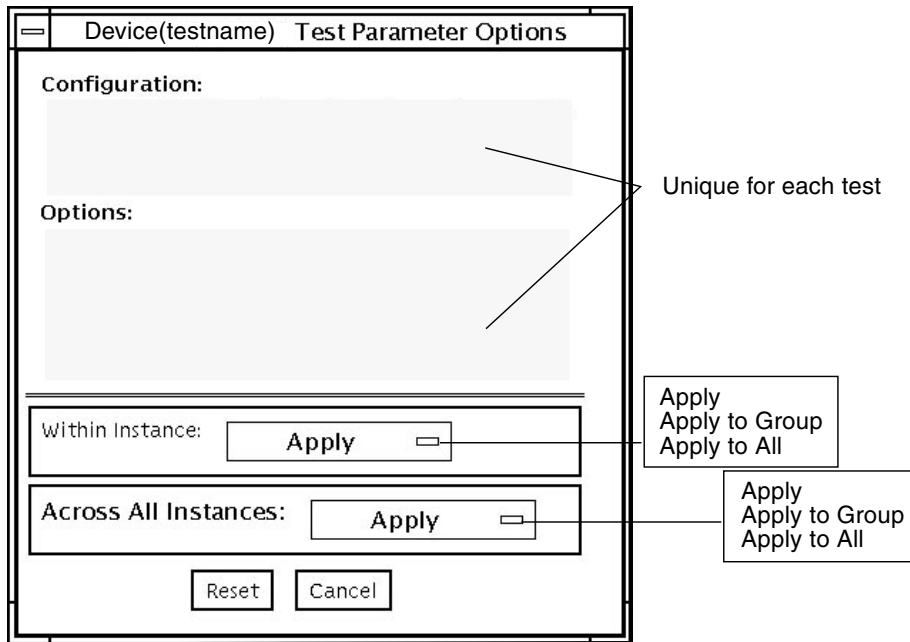 Device(testname) Test Parameter Options
Configuration:
Unique for each test
Options:
Within Instance:
Apply
Apply
Apply to Group
Apply to All
Across All Instances:
Apply
Apply
Apply to Group
Apply to All
Reset
Cancel